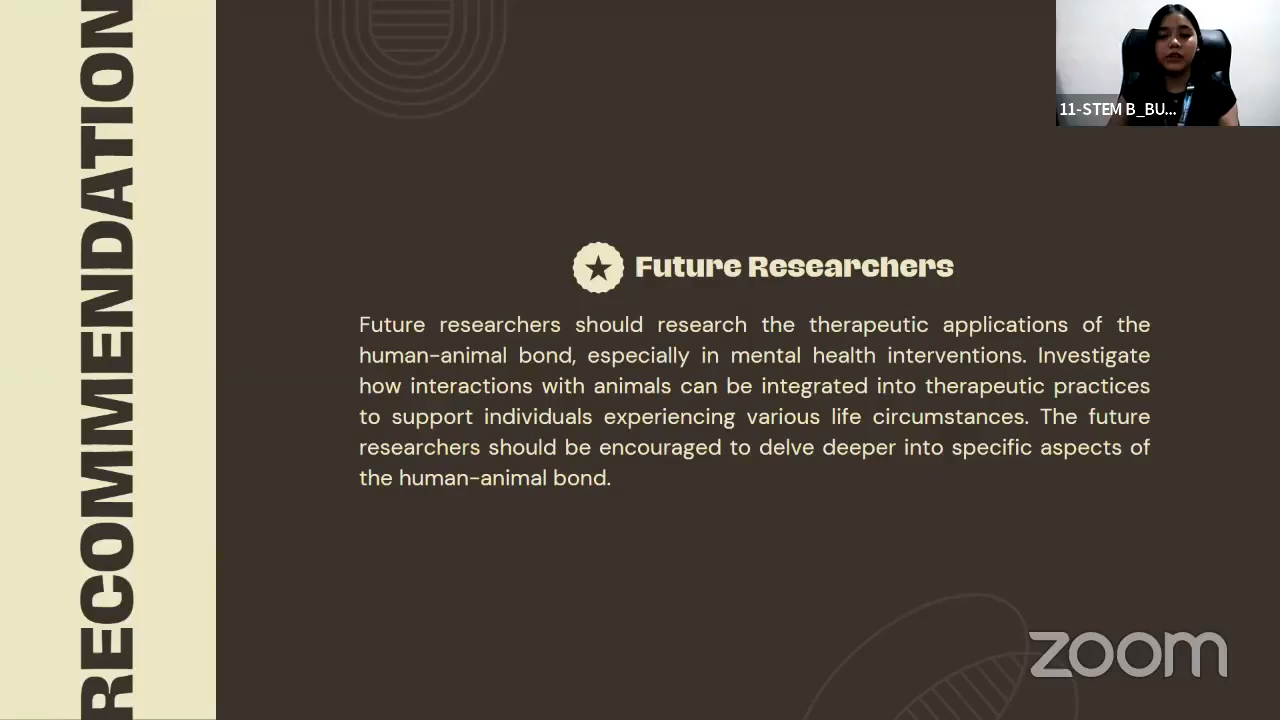 RECOMMENDATION
11-STEM B_BU...
Future Researchers
Future researchers should research the therapeutic applications of the
human-animal bond, especially in mental health interventions. Investigate
how interactions with animals can be integrated into therapeutic practices
to support individuals experiencing various life circumstances. The future
researchers should be encouraged to delve deeper into specific aspects of
the human-animal bond.
zoom